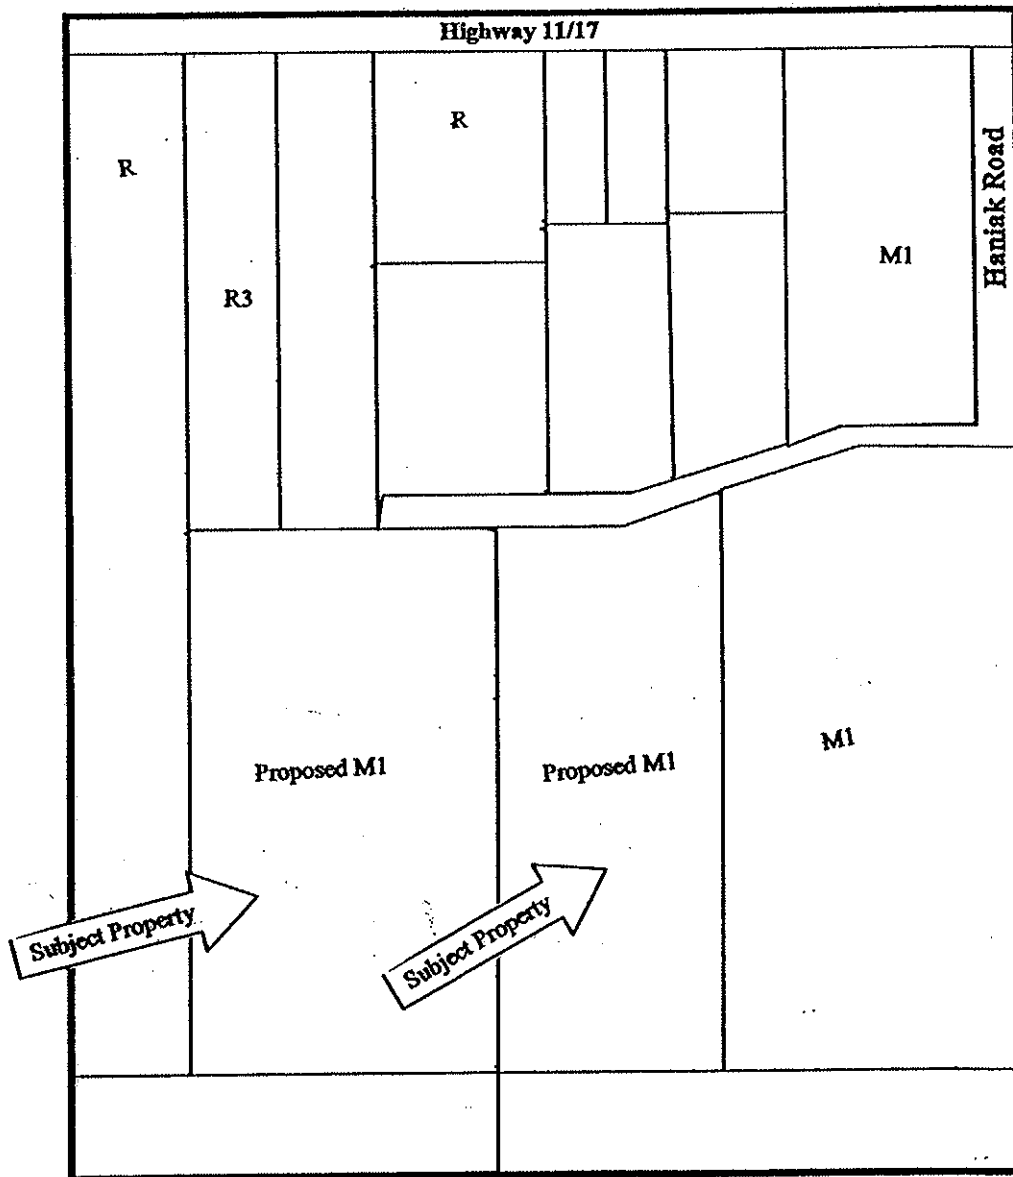 Highway 11/17
R
R
Haniak Road
M1
R3
Proposed M1
Proposed M1
M1
Subject Property
Subject Property